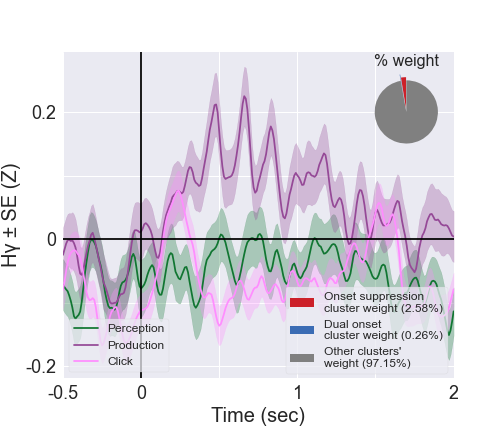 % weight
Hγ ± SE (Z)
0.2
0
-0.2
Perception
Production
Click
Onset suppression
cluster weight (2.58%)
Dual onset
cluster weight (0.26%)
Other clusters'
weight (97.15%)
-0.5
0
1
2
Time (sec)